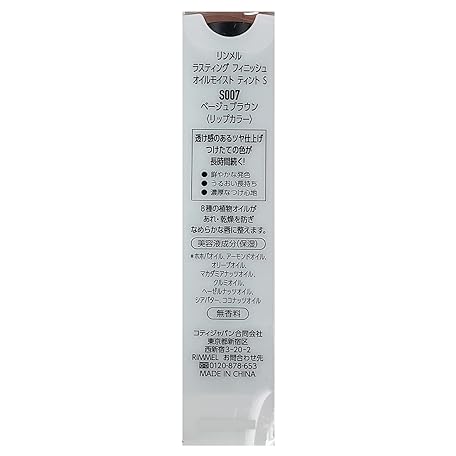 リンメル
ラスティング フィニッシュ
オイルモイスト ティント S
S007
ベージュブラウン
(リップカラー)
透け感のあるツヤ仕上げ
つけたての色が
長時間続く!
● 鮮やかな発色
● うるおい長持ち
● 濃厚なつけ心地
8種の植物オイルが
あれ・乾燥を防ぎ
なめらかな唇に整えます。
美容液成分(保湿)
*ホホバオイル、アーモンドオイル、
オリーブオイル、
マカダミアナッツオイル、
クルミオイル、
ヘーゼルナッツオイル、
シアバター、ココナッツオイル
無香料
コティジャパン合同会社
東京都新宿区
西新宿3-20-2
RIMMEL お問合わせ先
0120-878-653
MADE IN CHINA